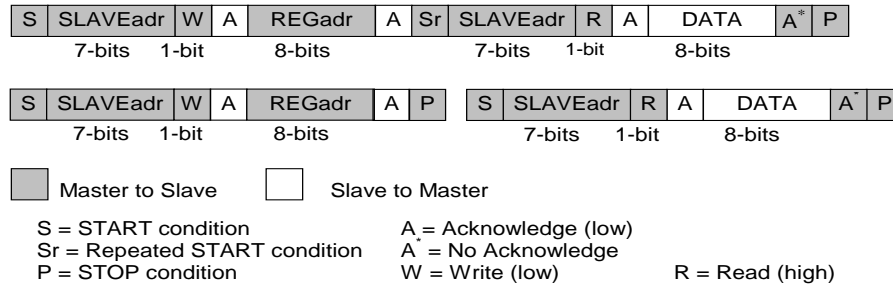 S SLAVEadr W A REGadr A Sr SLAVEadr R A DATA A* P
7-bits 1-bit 8-bits 7-bits 1-bit 8-bits
S SLAVEadr W A REGadr A P S SLAVEadr R A DATA A* P
7-bits 1-bit 8-bits 7-bits 1-bit 8-bits
Master to Slave Slave to Master
S = START condition A = Acknowledge (low)
Sr = Repeated START condition A* = No Acknowledge
P = STOP condition W = Write (low) R = Read (high)